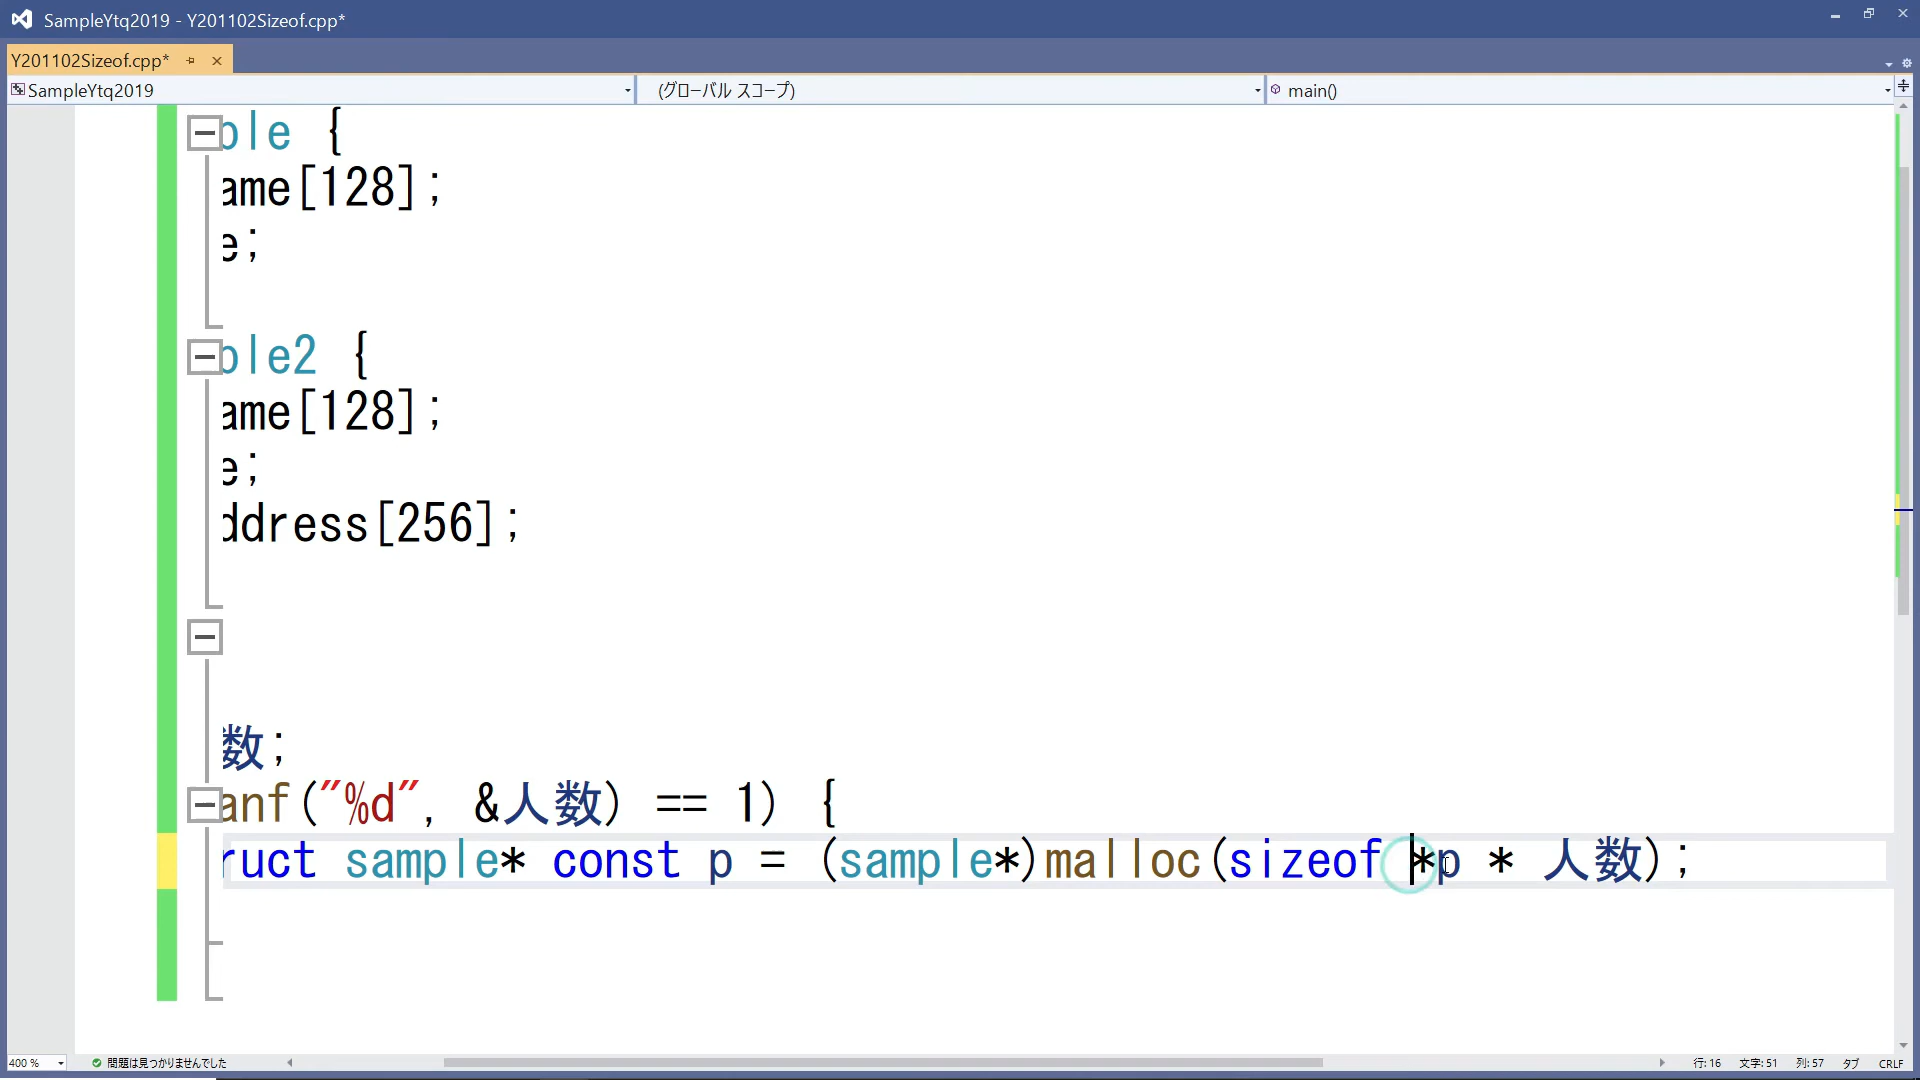 SampleYtq2019 - Y201102Sizeof.cpp*
Y201102Sizeof.cpp*
SampleYtq2019
(グローバル スコープ)
main()
ple {
ame[128];
e;
ple2 {
ame[128];
e;
ddress[256];
数;
anf("%d", &人数) == 1) {
ruct sample* const p = (sample*)malloc(sizeof *p * 人数);
400 %
問題は見つかりませんでした
行: 16
文字: 51
列: 57
タブ
CRLF